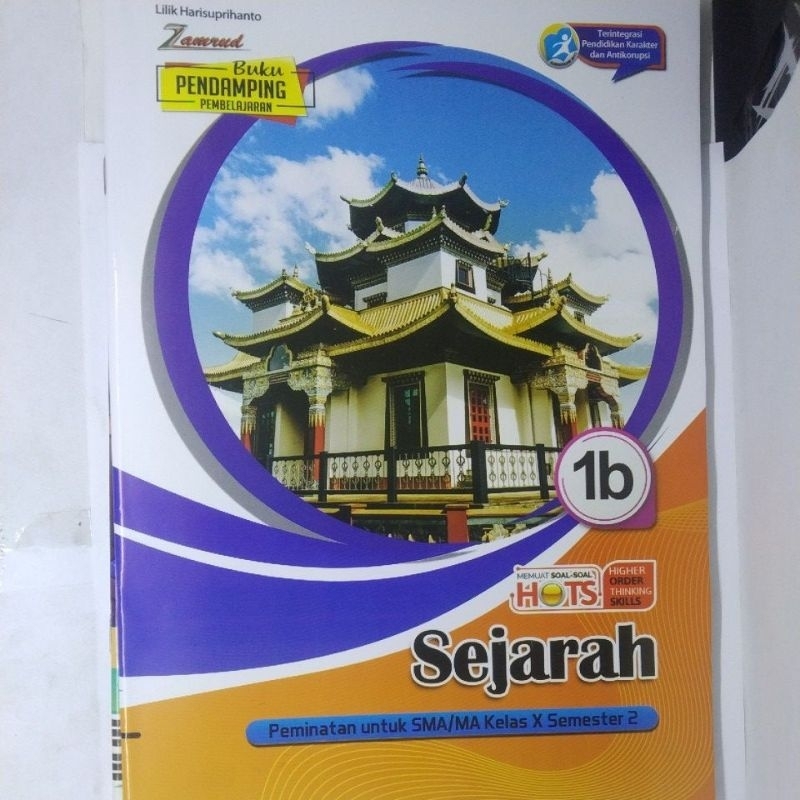 Lilik Harisuprihanto
Zamrud
Buku
PENDAMPING
PEMBELAJARAN
Terintegrasi
Pendidikan Karakter
dan Antikorupsi
1b
MEMUAT SOAL-SOAL
HOTS
HIGHER
ORDER
THINKING
SKILLS
Sejarah
Peminatan untuk SMA/MA Kelas X Semester 2